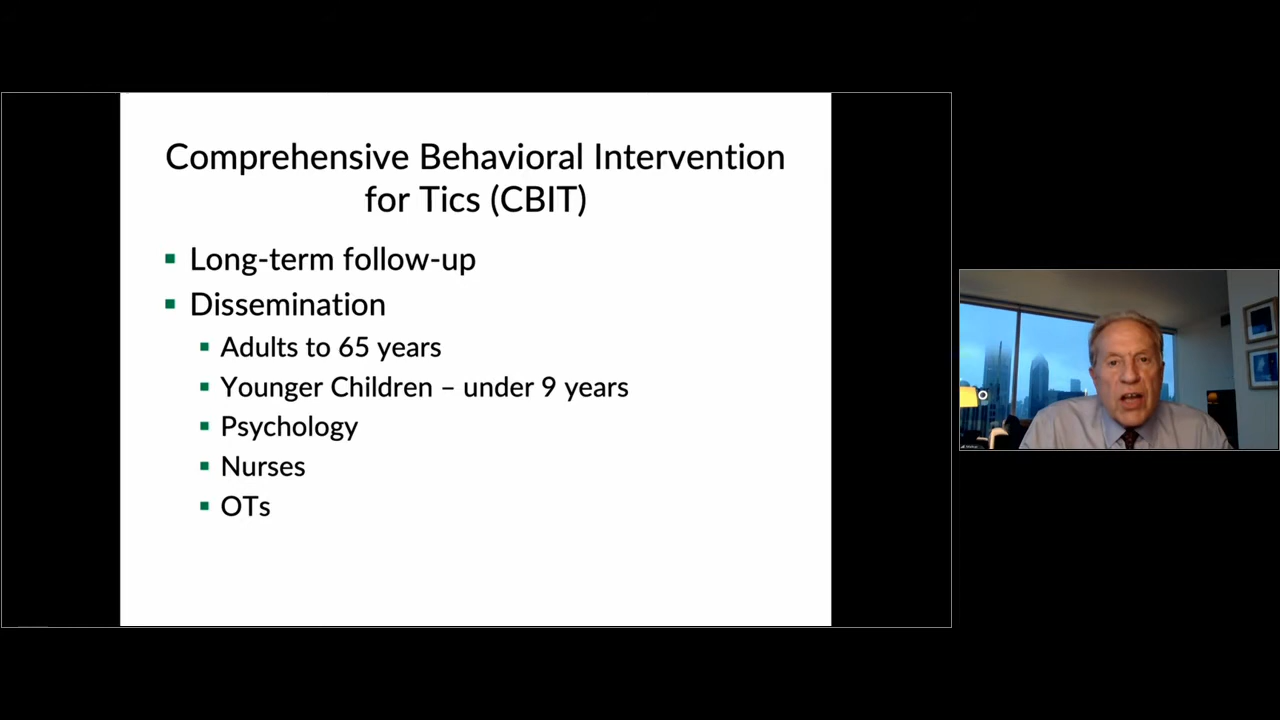 Comprehensive Behavioral Intervention
for Tics (CBIT)
Long-term follow-up
Dissemination
Adults to 65 years
Younger Children – under 9 years
Psychology
Nurses
OTs